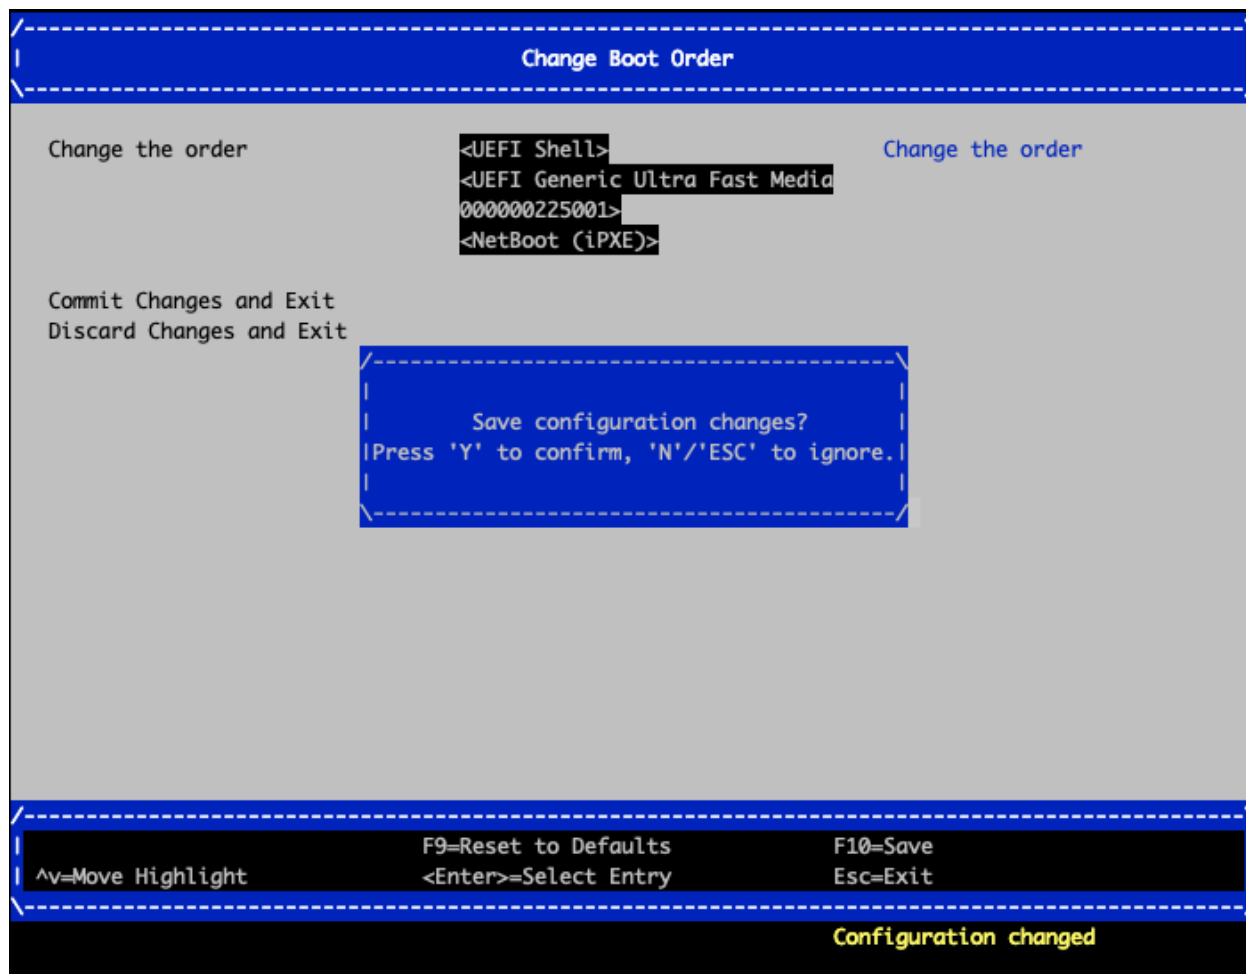 /--------------------------------------------------------------------------------------------------
| Change Boot Order
\--------------------------------------------------------------------------------------------------
Change the order <UEFI Shell> Change the order
<UEFI Generic Ultra Fast Media
000000225001>
<NetBoot (iPXE)>
Commit Changes and Exit
Discard Changes and Exit
/------------------------------------------\
| |
| Save configuration changes? |
|Press 'Y' to confirm, 'N'/'ESC' to ignore.|
| |
\------------------------------------------/
/--------------------------------------------------------------------------------------------------
| F9=Reset to Defaults F10=Save
| ^v=Move Highlight <Enter>=Select Entry Esc=Exit
\--------------------------------------------------------------------------------------------------
Configuration changed